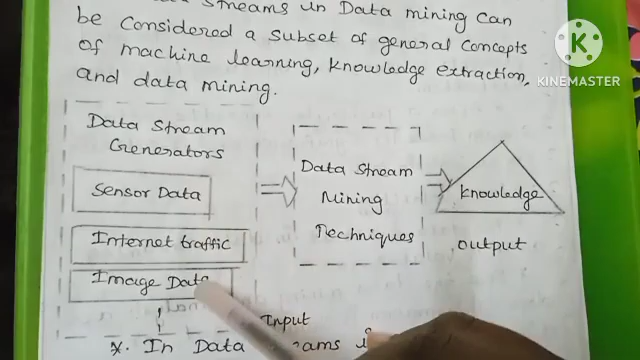 Streams in Data mining can
be considered a subset of general concepts
of machine learning, knowledge extraction,
and data mining.
KINEMASTER
Data Stream
Generators
Sensor Data
Internet traffic
Image Data
Data Stream
Mining
Techniques
Knowledge
output
Input
*. In Data